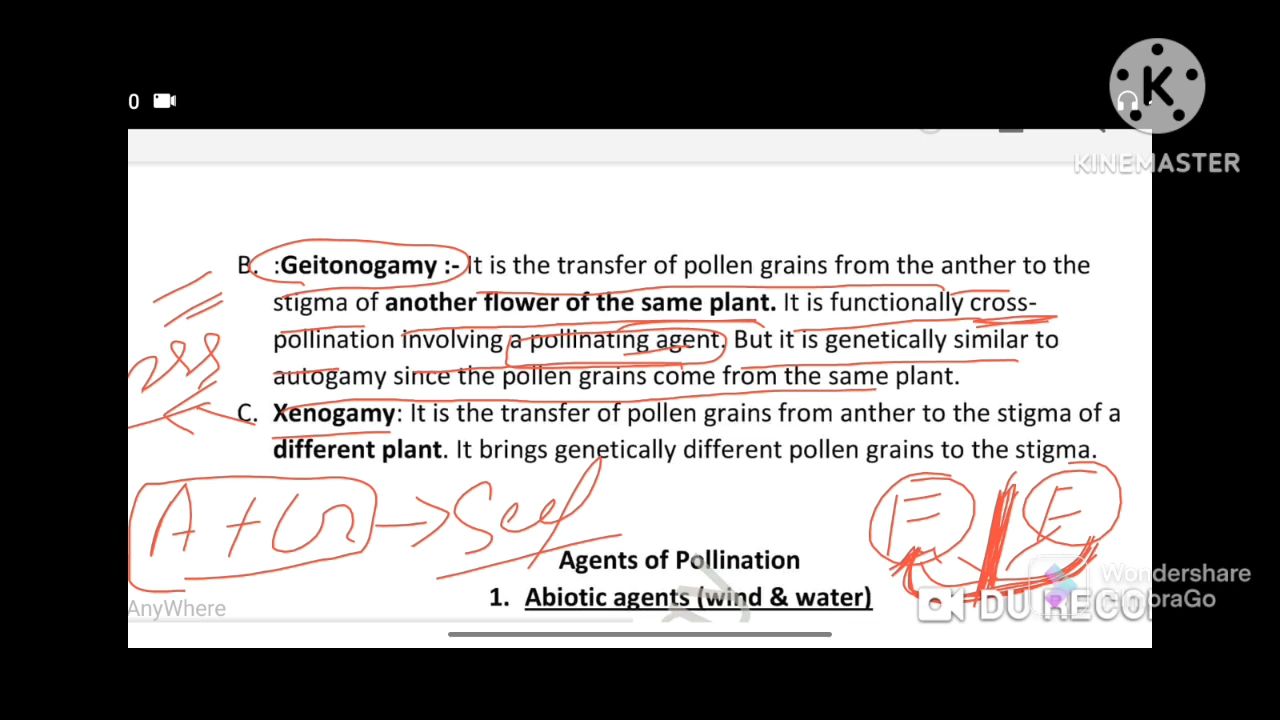 0
KINEMASTER
B. :Geitonogamy :- It is the transfer of pollen grains from the anther to the
stigma of another flower of the same plant. It is functionally cross-
pollination involving a pollinating agent. But it is genetically similar to
autogamy since the pollen grains come from the same plant.
C. Xenogamy: It is the transfer of pollen grains from anther to the stigma of a
different plant. It brings genetically different pollen grains to the stigma.
A + G → Self
F F
Agents of Pollination
1. Abiotic agents (wind & water)
AnyWhere
Wondershare
DU RECO